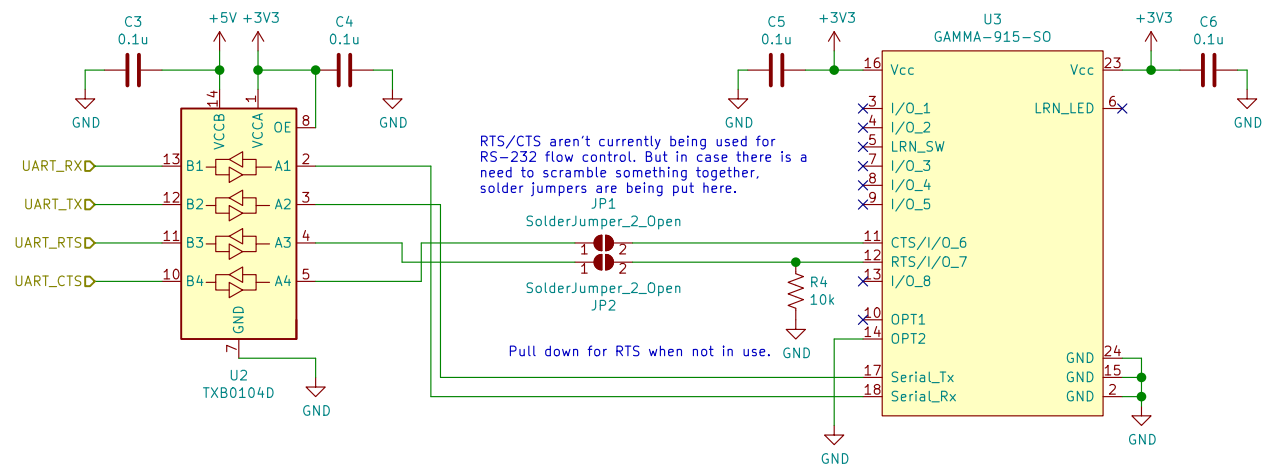 C3
0.1u
+5V
+3V3
C4
0.1u
GND
GND
14
1
VCCB
VCCA
OE
8
UART_RX
13
B1
A1
2
UART_TX
12
B2
A2
3
UART_RTS
11
B3
A3
4
UART_CTS
10
B4
A4
5
GND
7
U2
TXB0104D
GND
RTS/CTS aren't currently being used for
RS-232 flow control. But in case there is a
need to scramble something together,
solder jumpers are being put here.
JP1
SolderJumper_2_Open
1
2
1
2
SolderJumper_2_Open
JP2
R4
10k
GND
Pull down for RTS when not in use.
C5
0.1u
+3V3
GND
U3
GAMMA-915-SO
+3V3
C6
0.1u
GND
16
Vcc
Vcc
23
3
I/O_1
LRN_LED
6
4
I/O_2
5
LRN_SW
7
I/O_3
8
I/O_4
9
I/O_5
11
CTS/I/O_6
12
RTS/I/O_7
13
I/O_8
10
OPT1
14
OPT2
GND
24
17
Serial_Tx
GND
15
18
Serial_Rx
GND
2
GND
GND